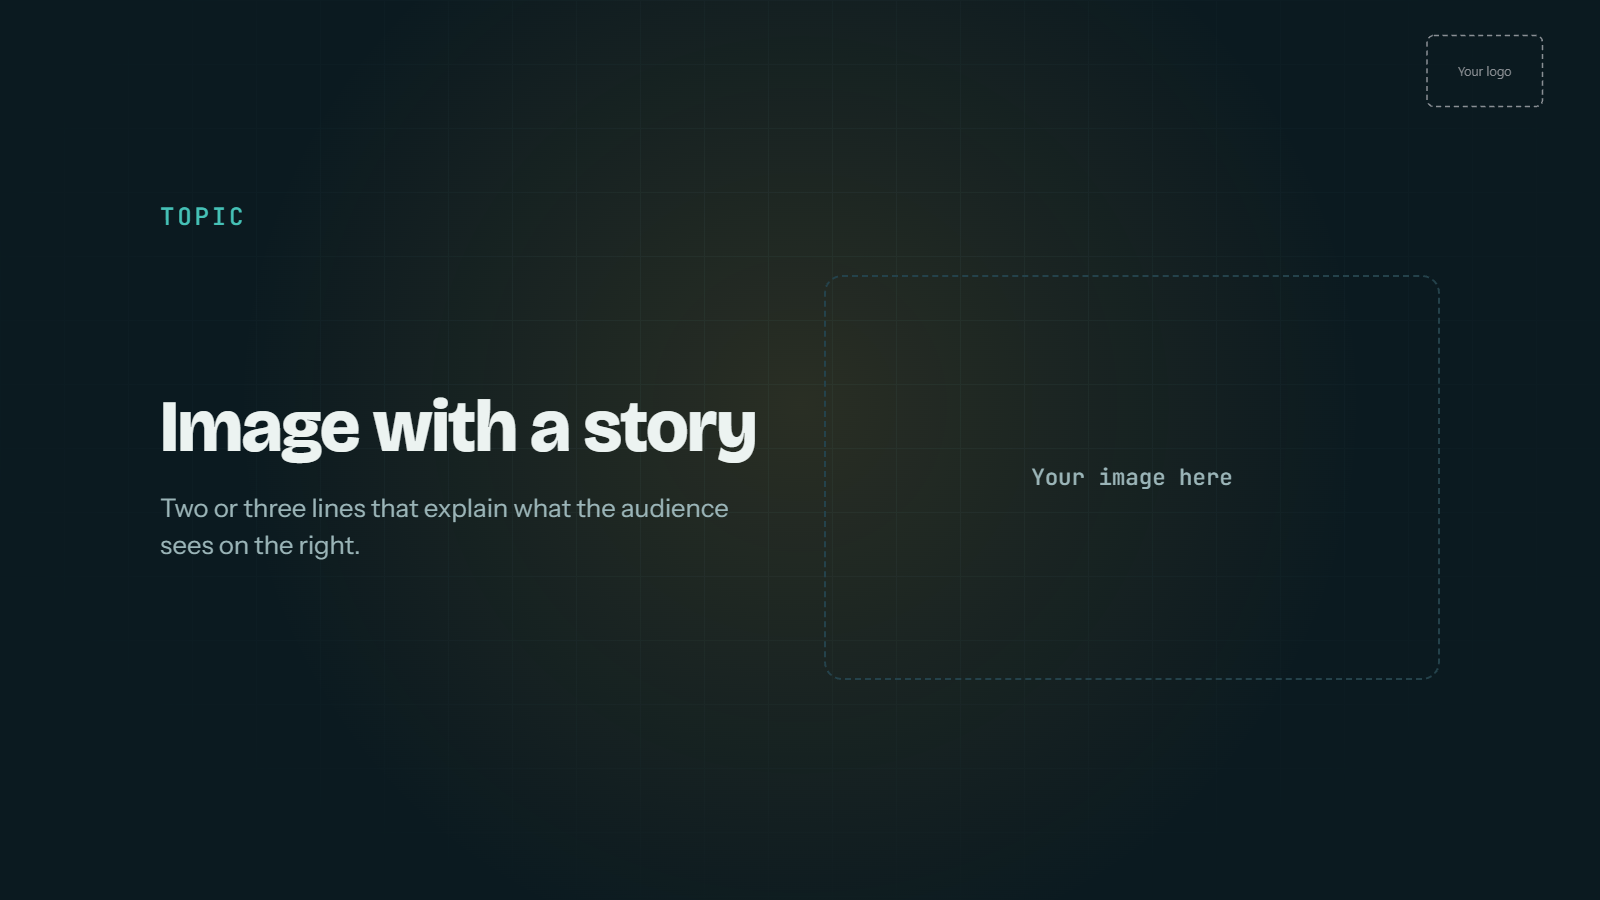 Your logo
TOPIC
Image with a story
Two or three lines that explain what the audience
sees on the right.
Your image here